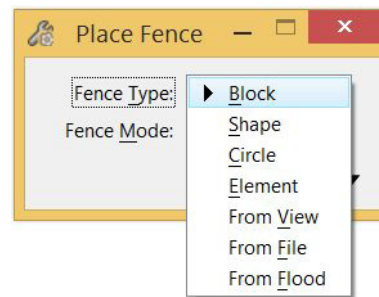 Place Fence
Fence Type:
Block
Fence Mode:
Shape
Circle
Element
From View
From File
From Flood